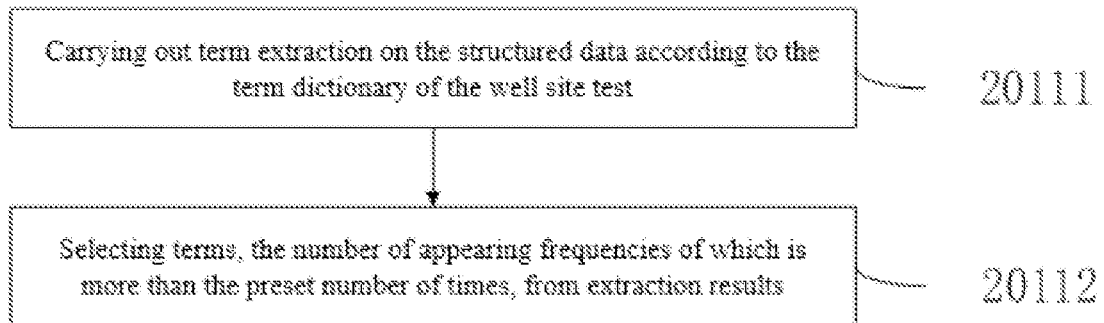 Carrying out term extraction on the structured data according to the
term dictionary of the well site test
20111
Selecting terms, the number of appearing frequencies of which is
more than the preset number of times, from extraction results
20112